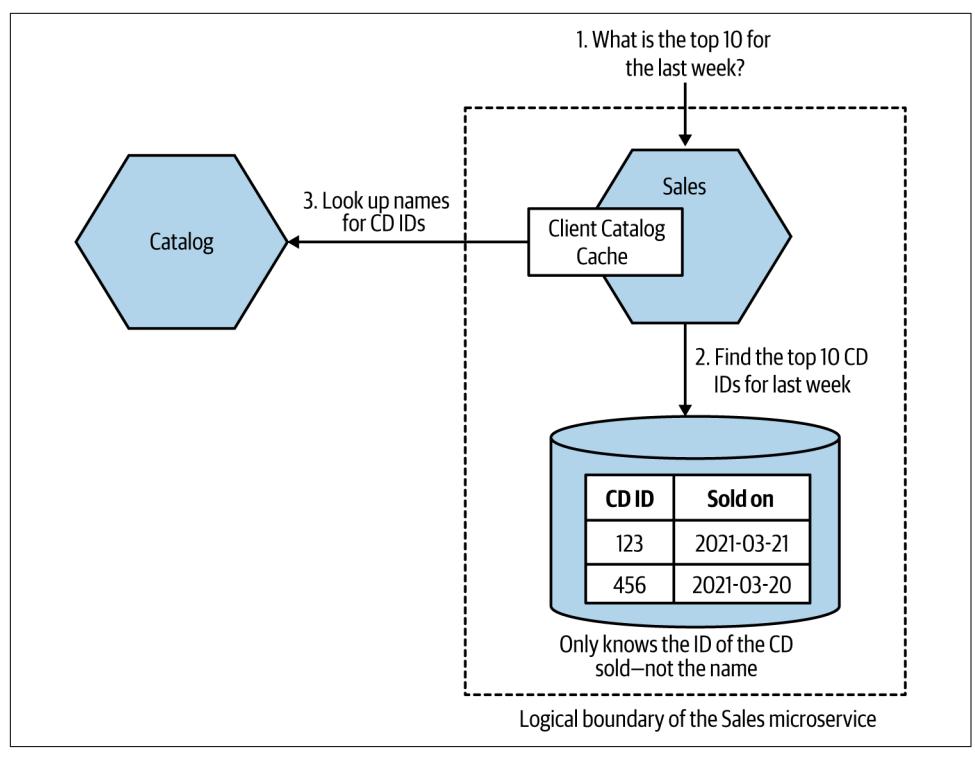 1. What is the top 10 for
the last week?
Sales
3. Look up names
for CD IDs
Client Catalog
Cache
Catalog
2. Find the top 10 CD
IDs for last week
CD ID Sold on
123 2021-03-21
456 2021-03-20
Only knows the ID of the CD
sold—not the name
Logical boundary of the Sales microservice